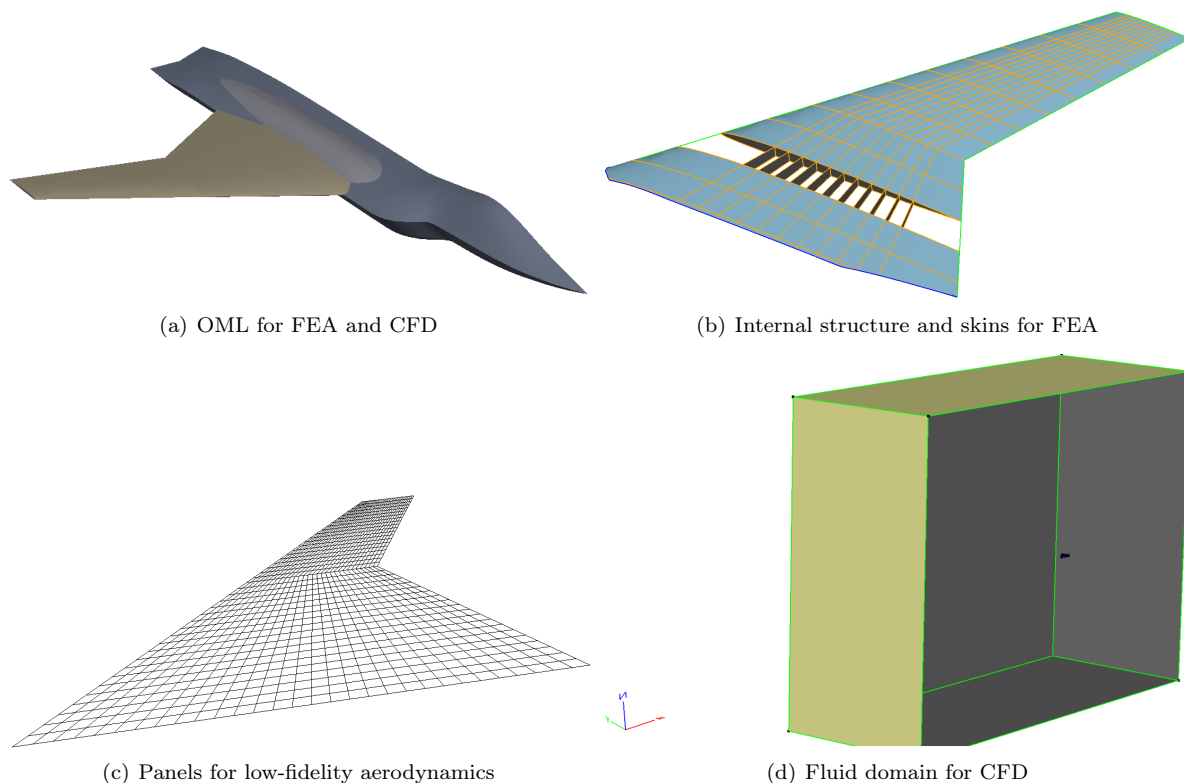 (a) OML for FEA and CFD
(b) Internal structure and skins for FEA
Z
Y
(c) Panels for low-fidelity aerodynamics
(d) Fluid domain for CFD